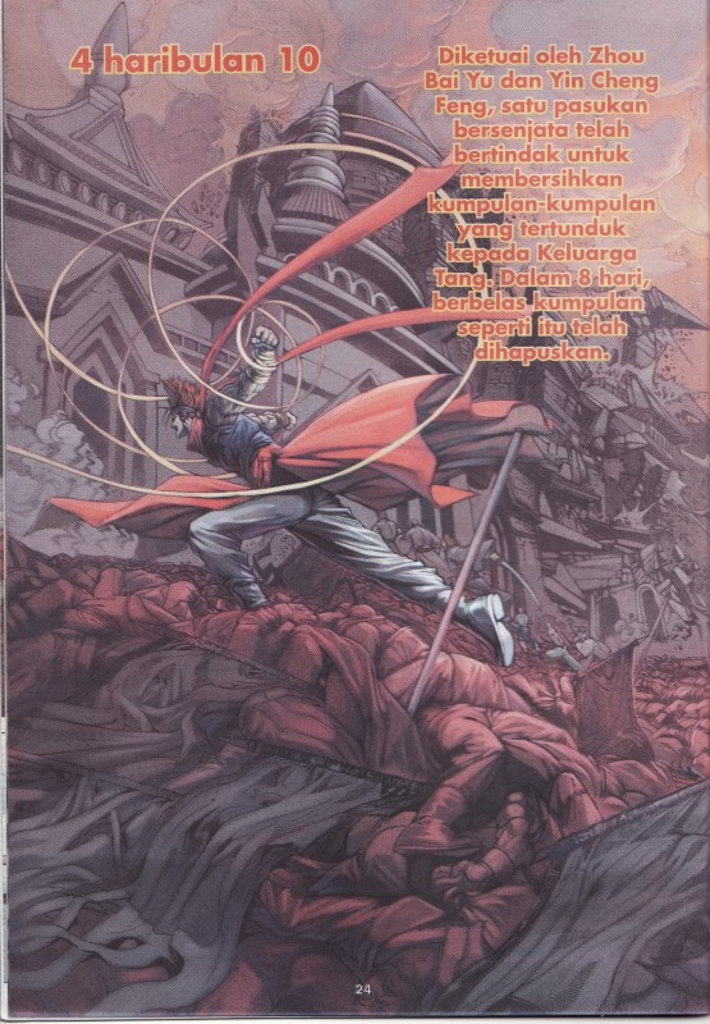 4 haribulan 10
Diketuai oleh Zhou
Bai Yu dan Yin Cheng
Feng, satu pasukan
bersenjata telah
bertindak untuk
membersihkan
kumpulan-kumpulan
yang tertunduk
kepada Keluarga
Tang. Dalam 8 hari,
berbelas kumpulan
seperti itu telah
dihapuskan.
24